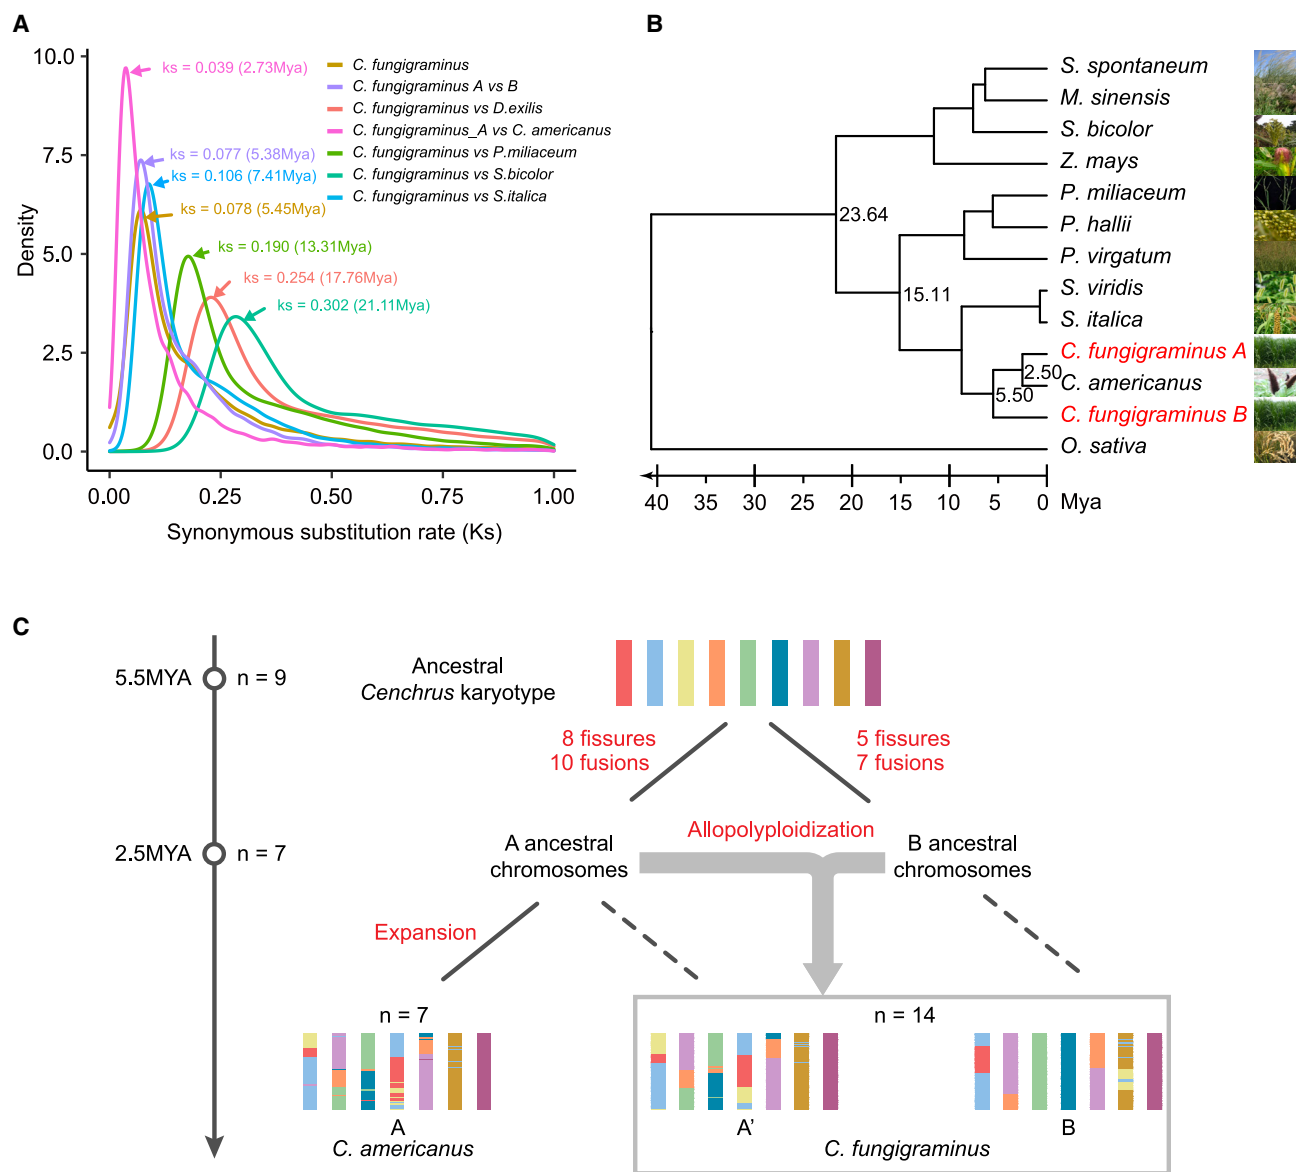 A
10.0
7.5
5.0
2.5
0.0
Density
0.00
0.25
0.50
0.75
1.00
Synonymous substitution rate (Ks)
ks = 0.039 (2.73Mya)
ks = 0.077 (5.38Mya)
ks = 0.106 (7.41Mya)
ks = 0.078 (5.45Mya)
ks = 0.190 (13.31Mya)
ks = 0.254 (17.76Mya)
ks = 0.302 (21.11Mya)
C. fungigraminus
C. fungigraminus A vs B
C. fungigraminus vs D.exilis
C. fungigraminus_A vs C. americanus
C. fungigraminus vs P.miliaceum
C. fungigraminus vs S.bicolor
C. fungigraminus vs S.italica
B
S. spontaneum
M. sinensis
S. bicolor
Z. mays
P. miliaceum
P. hallii
P. virgatum
S. viridis
S. italica
C. fungigraminus A
C. americanus
C. fungigraminus B
O. sativa
23.64
15.11
2.50
5.50
40 35 30 25 20 15 10 5 0 Mya
C
5.5MYA n = 9
2.5MYA n = 7
Ancestral
Cenchrus karyotype
8 fissures
10 fusions
5 fissures
7 fusions
Allopolyploidization
A ancestral
chromosomes
B ancestral
chromosomes
Expansion
n = 7
n = 14
A
C. americanus
A'
B
C. fungigraminus